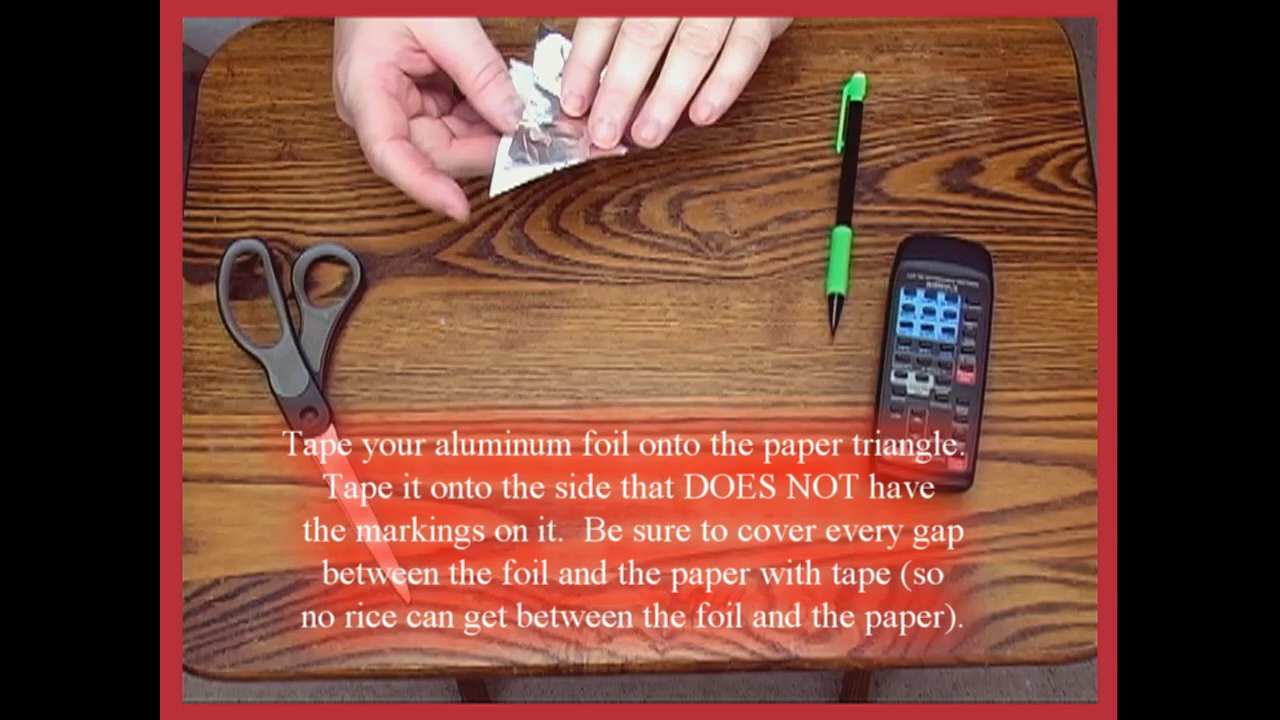 Tape your aluminum foil onto the paper triangle.
Tape it onto the side that DOES NOT have
the markings on it.  Be sure to cover every gap
between the foil and the paper with tape (so
no rice can get between the foil and the paper).